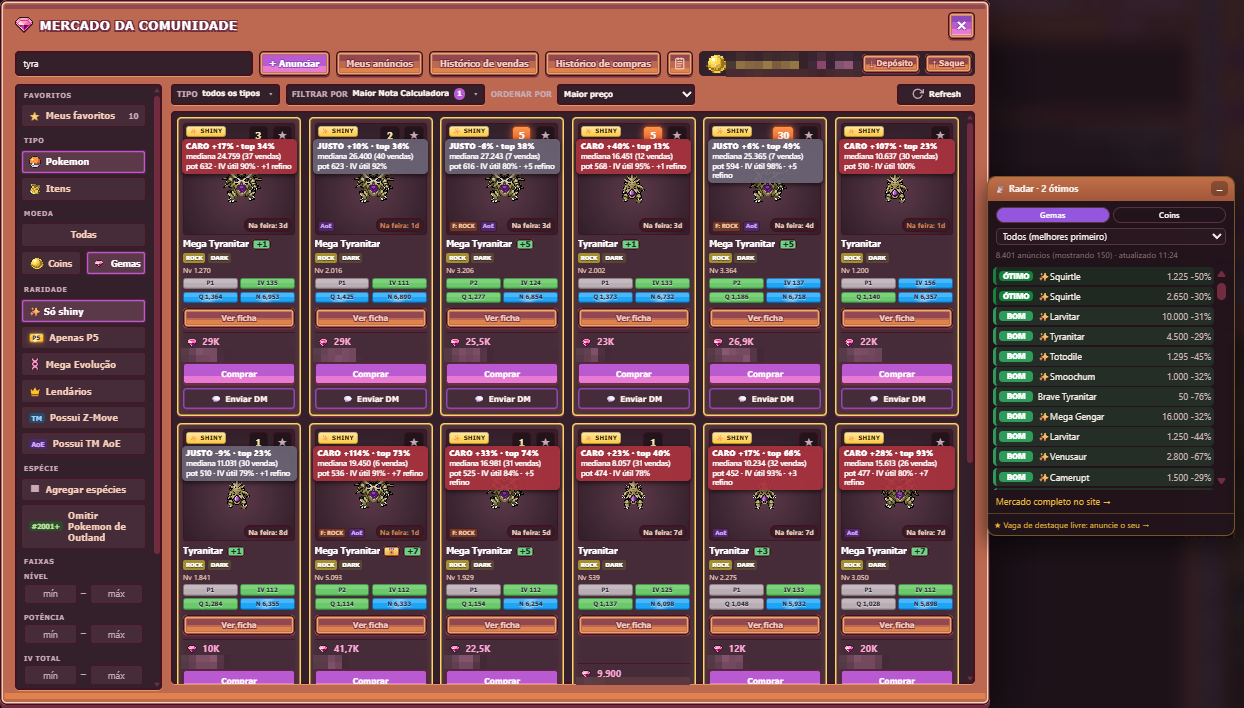 MERCADO DA COMUNIDADE
tyra
+ Anunciar
Meus anúncios
Histórico de vendas
Histórico de compras
Depósito
Saque
FAVORITOS
Meus favoritos 10
TIPO
Pokemon
Itens
MOEDA
Todas
Coins
Gemas
RARIDADE
Só shiny
P5 Apenas P5
Mega Evolução
Lendários
TM Possui Z-Move
AoE Possui TM AoE
ESPÉCIE
Agregar espécies
#2001+ Omitir Pokemon de Outland
FAIXAS
NÍVEL
mín – máx
POTÊNCIA
mín – máx
IV TOTAL
mín – máx
TIPO todos os tipos
FILTRAR POR Maior Nota Calculadora 1
ORDENAR POR Maior preço
Refresh
SHINY 3
CARO +17% · top 34%
mediana 24.759 (37 vendas)
pot 632 · IV útil 90% · +1 refino
Na feira: 3d
Mega Tyranitar +1
ROCK DARK
Nv 1.270
P1 IV 135
Q 1,364 N 6,953
Ver ficha
29K
Comprar
Enviar DM
SHINY 2
JUSTO +10% · top 36%
mediana 26.400 (40 vendas)
pot 623 · IV útil 92%
AoE Na feira: 1d
Mega Tyranitar
ROCK DARK
Nv 2.016
P1 IV 111
Q 1,425 N 6,890
Ver ficha
29K
Comprar
Enviar DM
SHINY 5
JUSTO -6% · top 38%
mediana 27.243 (7 vendas)
pot 616 · IV útil 80% · +5 refino
F: ROCK AoE Na feira: 3d
Mega Tyranitar +5
ROCK DARK
Nv 3.206
P2 IV 124
Q 1,277 N 6,854
Ver ficha
25,5K
Comprar
Enviar DM
SHINY 5
CARO +40% · top 13%
mediana 16.451 (12 vendas)
pot 568 · IV útil 95% · +1 refino
Na feira: 3d
Tyranitar +1
ROCK DARK
Nv 2.002
P1 IV 133
Q 1,373 N 6,732
Ver ficha
23K
Comprar
Enviar DM
SHINY 30
JUSTO +6% · top 49%
mediana 25.365 (7 vendas)
pot 594 · IV útil 98% · +5
refino
F: ROCK AoE Na feira: 4d
Mega Tyranitar +5
ROCK DARK
Nv 3.364
P2 IV 137
Q 1,186 N 6,718
Ver ficha
26,9K
Comprar
Enviar DM
SHINY
CARO +107% · top 23%
mediana 10.637 (30 vendas)
pot 510 · IV útil 100%
Na feira: 1d
Tyranitar
ROCK DARK
Nv 1.200
P1 IV 156
Q 1,140 N 6,357
Ver ficha
22K
Comprar
Enviar DM
SHINY 1
JUSTO -9% · top 23%
mediana 11.031 (30 vendas)
pot 510 · IV útil 79% · +1 refino
Na feira: 8d
Tyranitar +1
ROCK DARK
Nv 1.841
P1 IV 112
Q 1,284 N 6,355
Ver ficha
10K
Comprar
SHINY
CARO +114% · top 73%
mediana 19.450 (6 vendas)
pot 536 · IV útil 91% · +7 refino
F: ROCK AoE Na feira: 1d
Mega Tyranitar +7
ROCK DARK
Nv 5.093
P2 IV 112
Q 1,114 N 6,333
Ver ficha
41,7K
Comprar
SHINY 1
CARO +33% · top 74%
mediana 16.981 (31 vendas)
pot 525 · IV útil 84% · +5
refino
F: ROCK Na feira: 5d
Mega Tyranitar +5
ROCK DARK
Nv 1.929
P2 IV 112
Q 1,154 N 6,254
Ver ficha
22,5K
Comprar
SHINY 1
CARO +23% · top 40%
mediana 8.057 (31 vendas)
pot 474 · IV útil 78%
Na feira: 7d
Tyranitar
ROCK DARK
Nv 539
P1 IV 125
Q 1,137 N 6,098
Ver ficha
9.900
SHINY
CARO +17% · top 66%
mediana 10.234 (32 vendas)
pot 452 · IV útil 93% · +3
refino
AoE Na feira: 7d
Tyranitar +3
ROCK DARK
Nv 2.275
P1 IV 133
Q 1,048 N 5,932
Ver ficha
12K
Comprar
SHINY
CARO +28% · top 93%
mediana 15.613 (26 vendas)
pot 477 · IV útil 80% · +7
refino
AoE Na feira: 7d
Mega Tyranitar +7
ROCK DARK
Nv 3.050
P1 IV 112
Q 1,028 N 5,898
Ver ficha
20K
Comprar
Radar · 2 ótimos
Gemas Coins
Todos (melhores primeiro)
8.401 anúncios (mostrando 150) · atualizado 11:24
ÓTIMO Squirtle 1.225 -50%
ÓTIMO Squirtle 2.650 -30%
BOM Larvitar 10.000 -31%
BOM Tyranitar 4.500 -29%
BOM Totodile 1.295 -45%
BOM Smoochum 1.000 -32%
BOM Brave Tyranitar 50 -76%
BOM Mega Gengar 16.000 -32%
BOM Larvitar 1.250 -44%
BOM Venusaur 2.800 -67%
BOM Camerupt 1.500 -29%
Mercado completo no site →
★ Vaga de destaque livre: anuncie o seu →